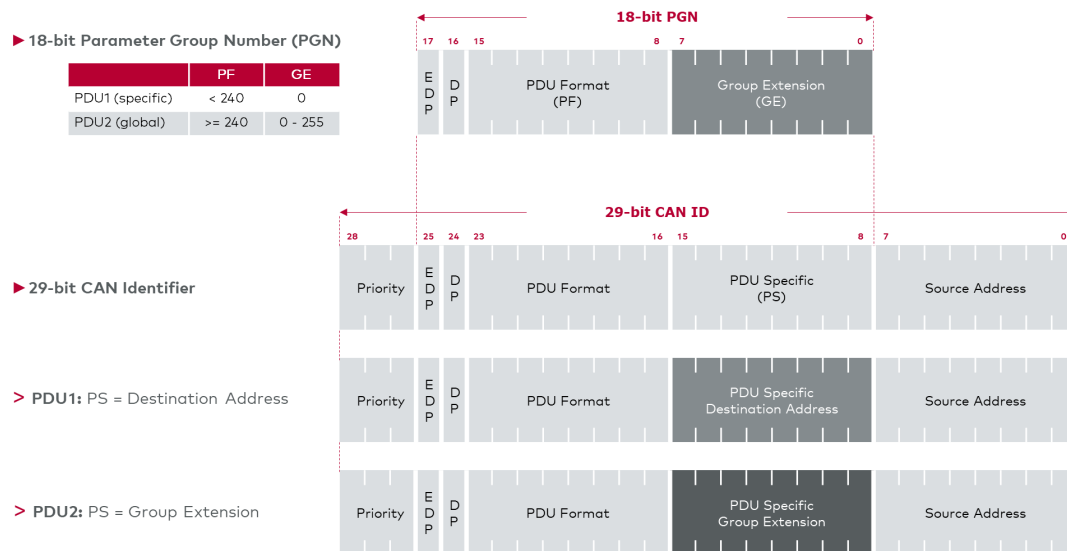 18-bit PGN
▶ 18-bit Parameter Group Number (PGN)
17 16 15 8 7 0
PF GE
PDU1 (specific) < 240 0
PDU2 (global) >= 240 0 - 255
E
D
P
D
P
PDU Format
(PF)
Group Extension
(GE)
29-bit CAN ID
28 25 24 23 16 15 8 7 0
▶ 29-bit CAN Identifier
Priority
E
D
P
D
P
PDU Format
PDU Specific
(PS)
Source Address
> PDU1: PS = Destination Address
Priority
E
D
P
D
P
PDU Format
PDU Specific
Destination Address
Source Address
> PDU2: PS = Group Extension
Priority
E
D
P
D
P
PDU Format
PDU Specific
Group Extension
Source Address